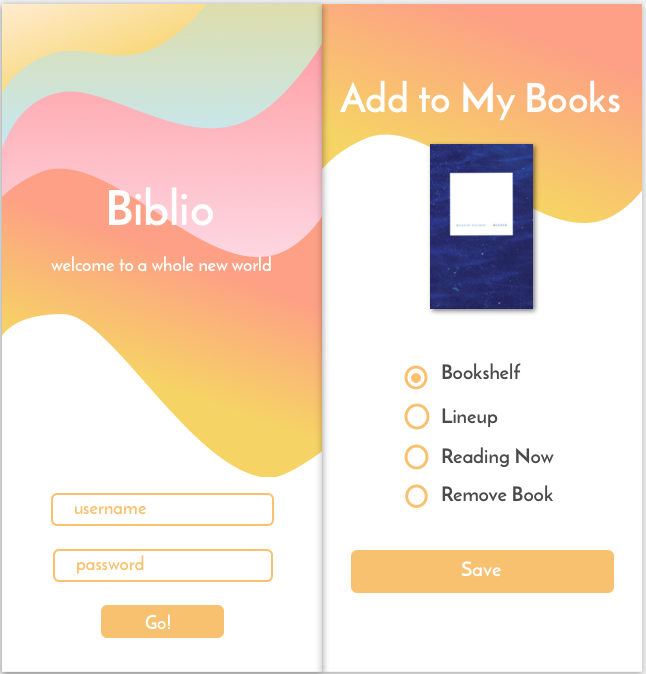 Biblio
welcome to a whole new world
username
password
Go!
Add to My Books
Bookshelf
Lineup
Reading Now
Remove Book
Save